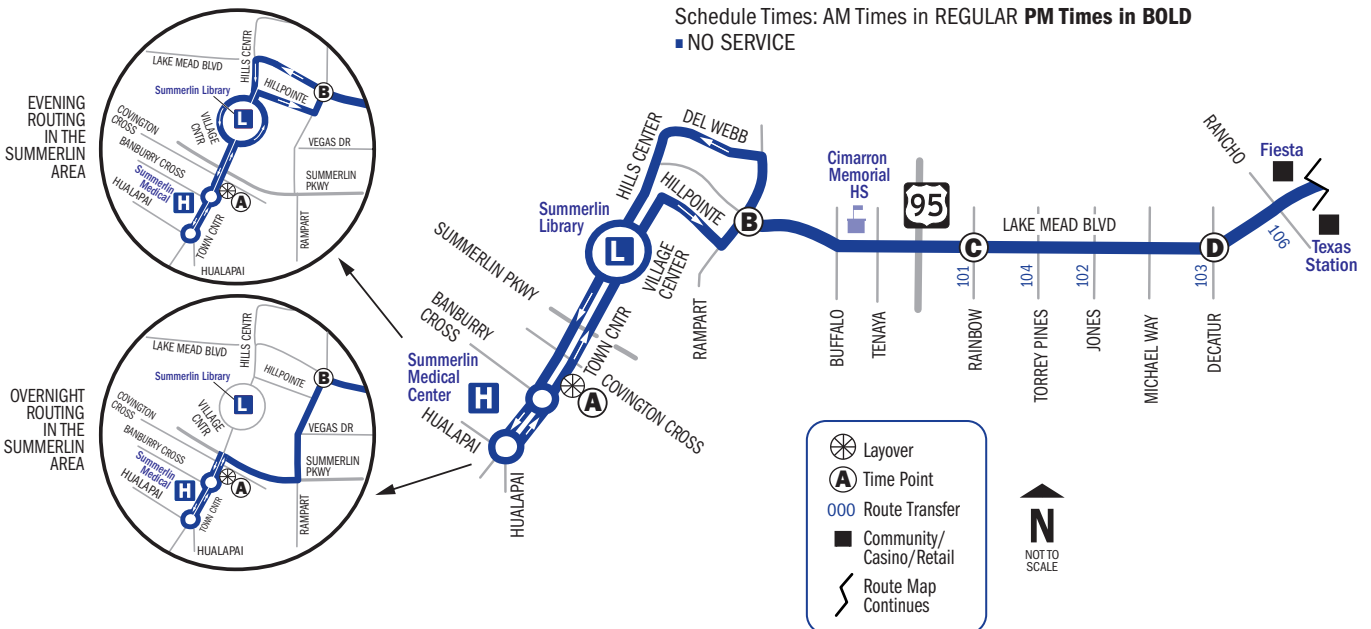 Schedule Times: AM Times in REGULAR PM Times in BOLD
NO SERVICE
EVENING
ROUTING
IN THE
SUMMERLIN
AREA
LAKE MEAD BLVD
HILLS CENTR
Summerlin Library
HILLPOINTE
B
L
COVINGTON
CROSS
VILLAGE
CNTR
BANBURY CROSS
VEGAS DR
Summerlin
Medical
SUMMERLIN
PKWY
HUALAPAI
H
A
TOWN CNTR
RAMPART
HUALAPAI
OVERNIGHT
ROUTING
IN THE
SUMMERLIN
AREA
LAKE MEAD BLVD
HILLS CENTR
Summerlin Library
HILLPOINTE
B
L
COVINGTON
CROSS
VILLAGE
CNTR
BANBURY CROSS
VEGAS DR
Summerlin
Medical
SUMMERLIN
PKWY
HUALAPAI
H
A
TOWN CNTR
RAMPART
HUALAPAI
HILLS CENTER
DEL WEBB
HILLPOINTE
Summerlin
Library
L
B
VILLAGE
CENTER
SUMMERLIN PKWY
RAMPART
BANBURY
CROSS
TOWN CNTR
Summerlin
Medical
Center
H
A
COVINGTON CROSS
HUALAPAI
HUALAPAI
Cimarron
Memorial
HS
95
LAKE MEAD BLVD
C
D
RANCHO
Fiesta
Texas
Station
101
104
102
103
106
BUFFALO
TENAYA
RAINBOW
TORREY PINES
JONES
MICHAEL WAY
DECATUR
Layover
A Time Point
000 Route Transfer
Community/
Casino/Retail
Route Map
Continues
N
NOT TO
SCALE